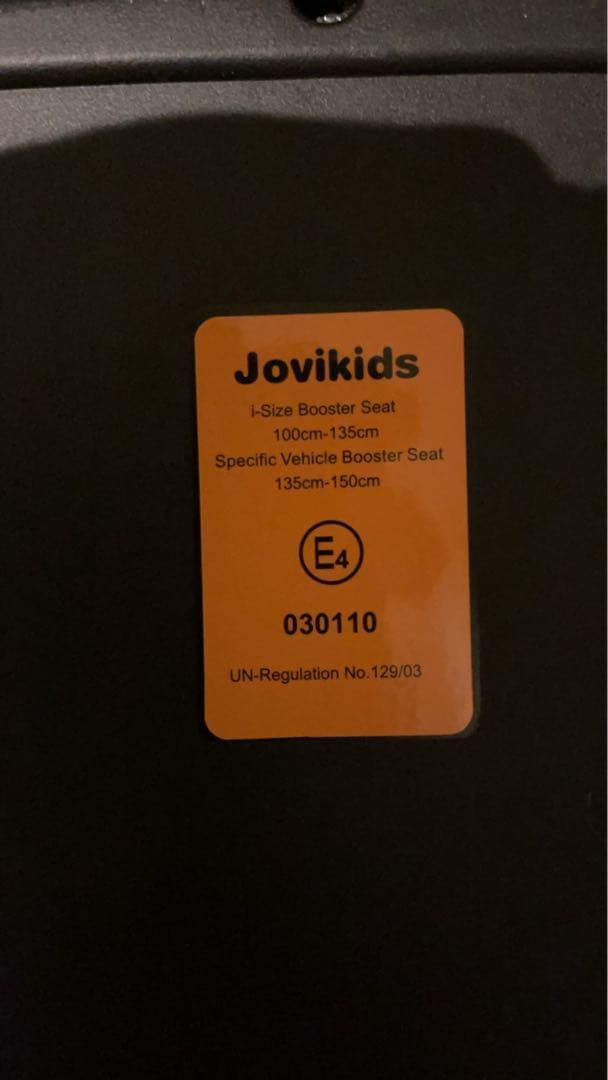 Jovikids
i-Size Booster Seat
100cm-135cm
Specific Vehicle Booster Seat
135cm-150cm
E4
030110
UN-Regulation No.129/03